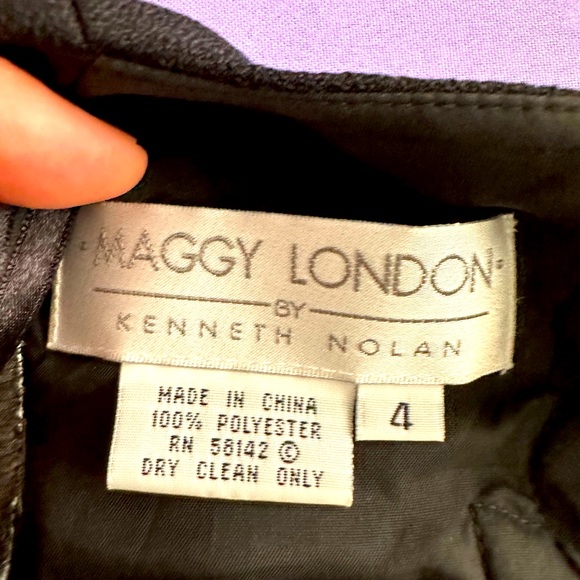 MAGGY LONDON
BY
KENNETH NOLAN
MADE IN CHINA
100% POLYESTER
RN 58142 ©
DRY CLEAN ONLY
4